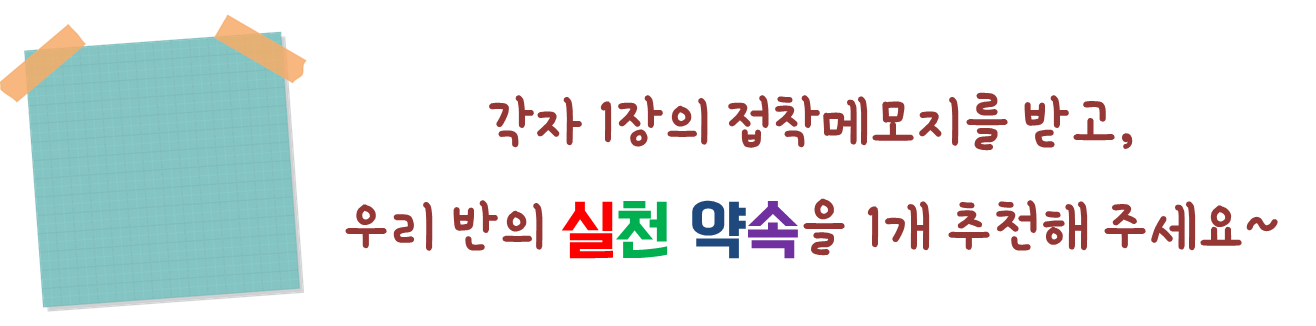 각자 1장의 접착메모지를 받고,
우리 반의 실천 약속을 1개 추천해 주세요~